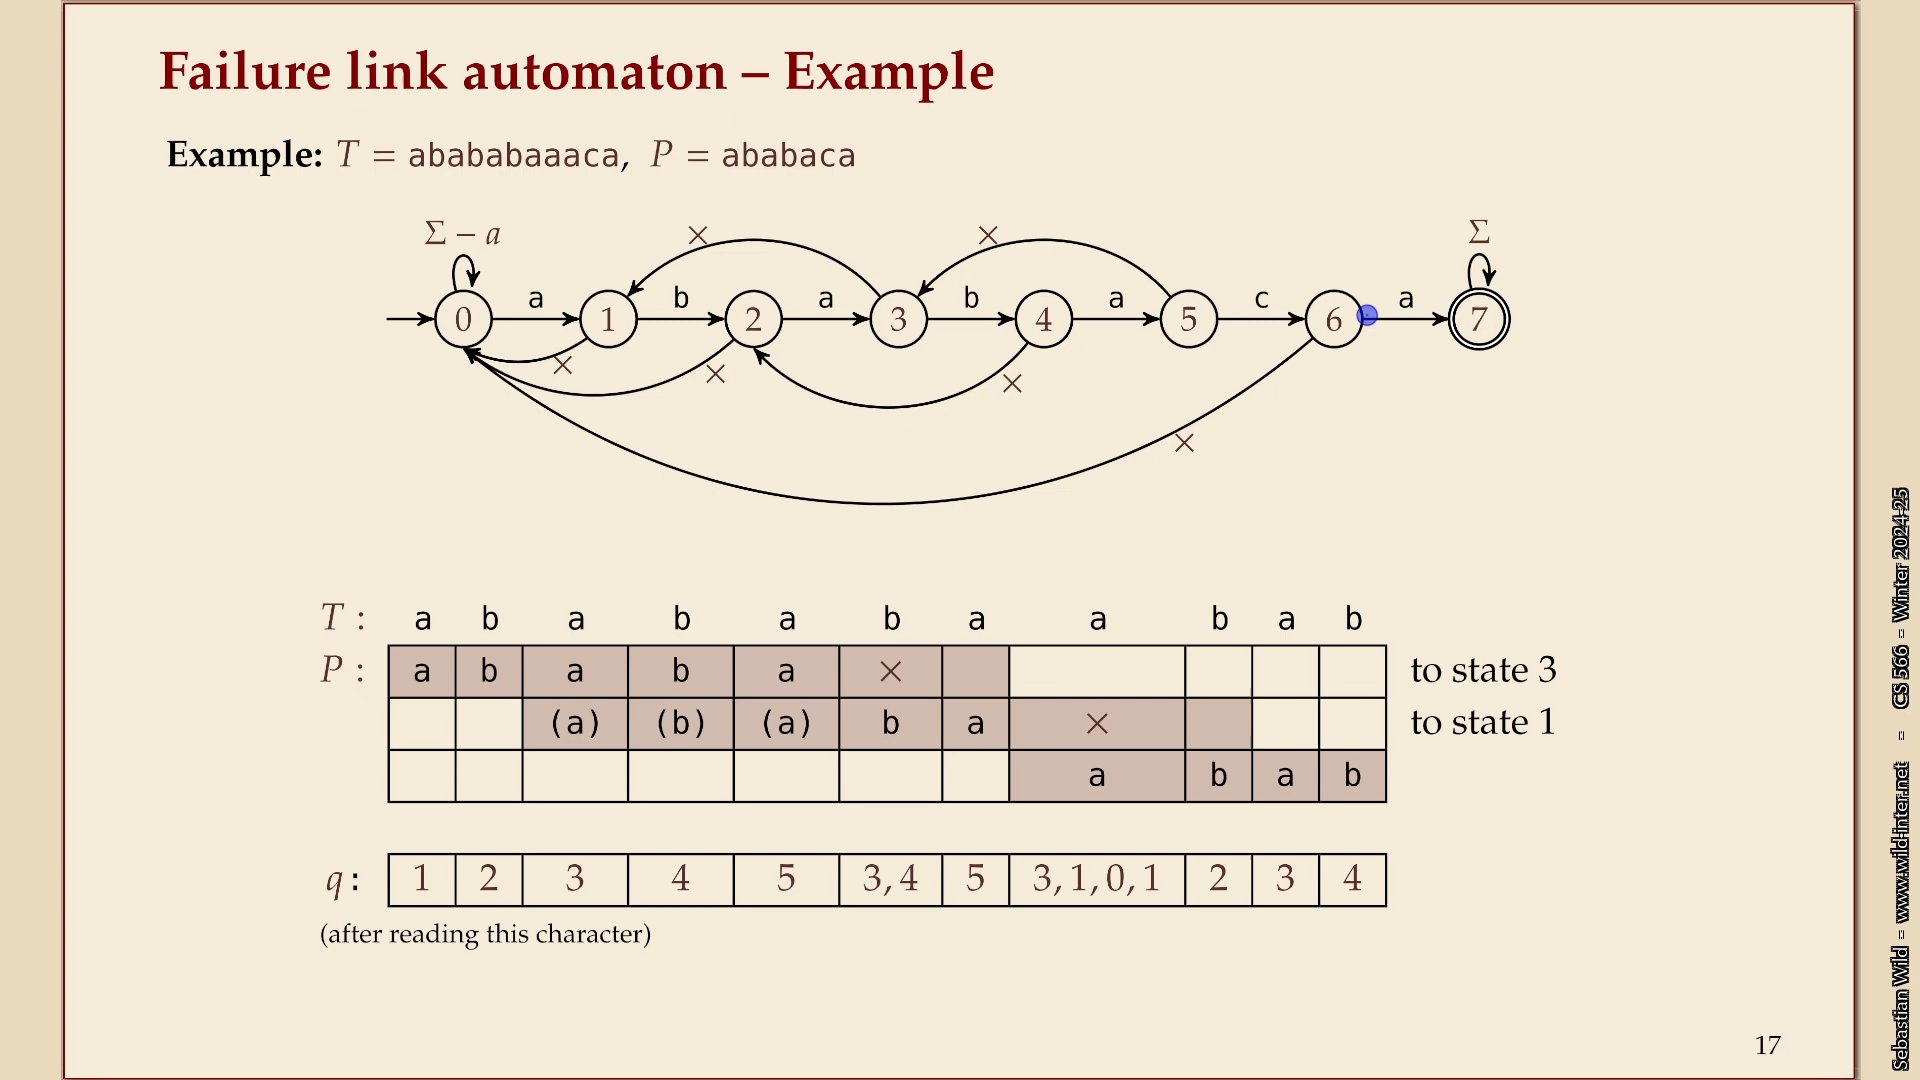 Failure link automaton – Example
Example: T = abababaaaca, P = ababaca
Σ − a × × Σ
a b a b a c a
0 1 2 3 4 5 6 7
× × × ×
T : a b a b a b a a b a b
P : a b a b a × to state 3
(a) (b) (a) b a × to state 1
a b a b
q : 1 2 3 4 5 3, 4 5 3, 1, 0, 1 2 3 4
(after reading this character)
17
Sebastian Wild – www.wild-inter.net – CS 566 – Winter 2024-25